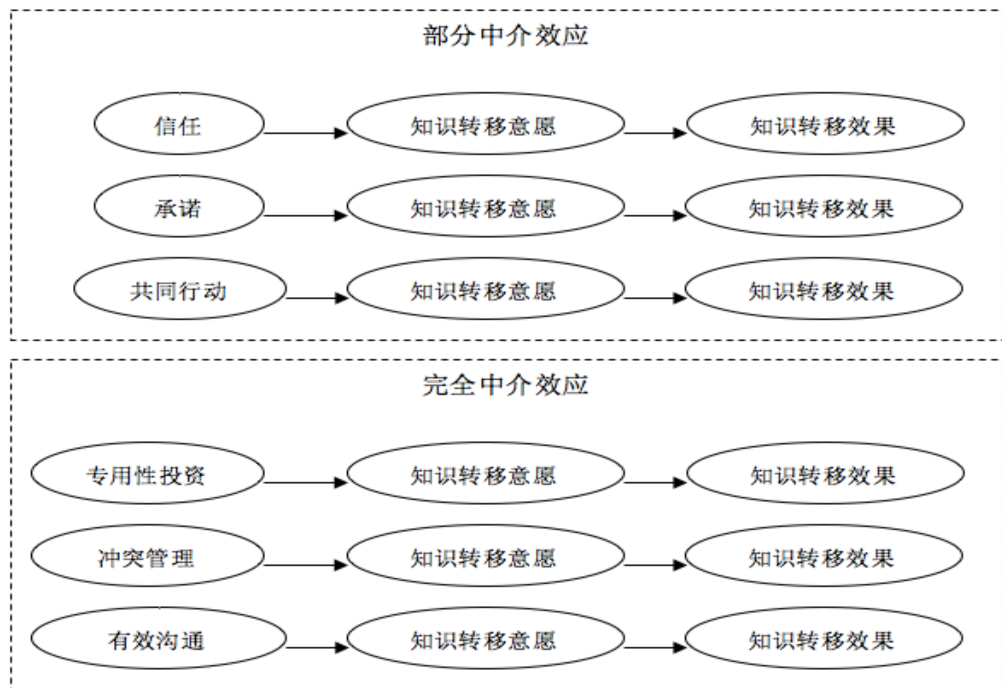 部分中介效应
信任 知识转移意愿 知识转移效果
承诺 知识转移意愿 知识转移效果
共同行动 知识转移意愿 知识转移效果
完全中介效应
专用性投资 知识转移意愿 知识转移效果
冲突管理 知识转移意愿 知识转移效果
有效沟通 知识转移意愿 知识转移效果